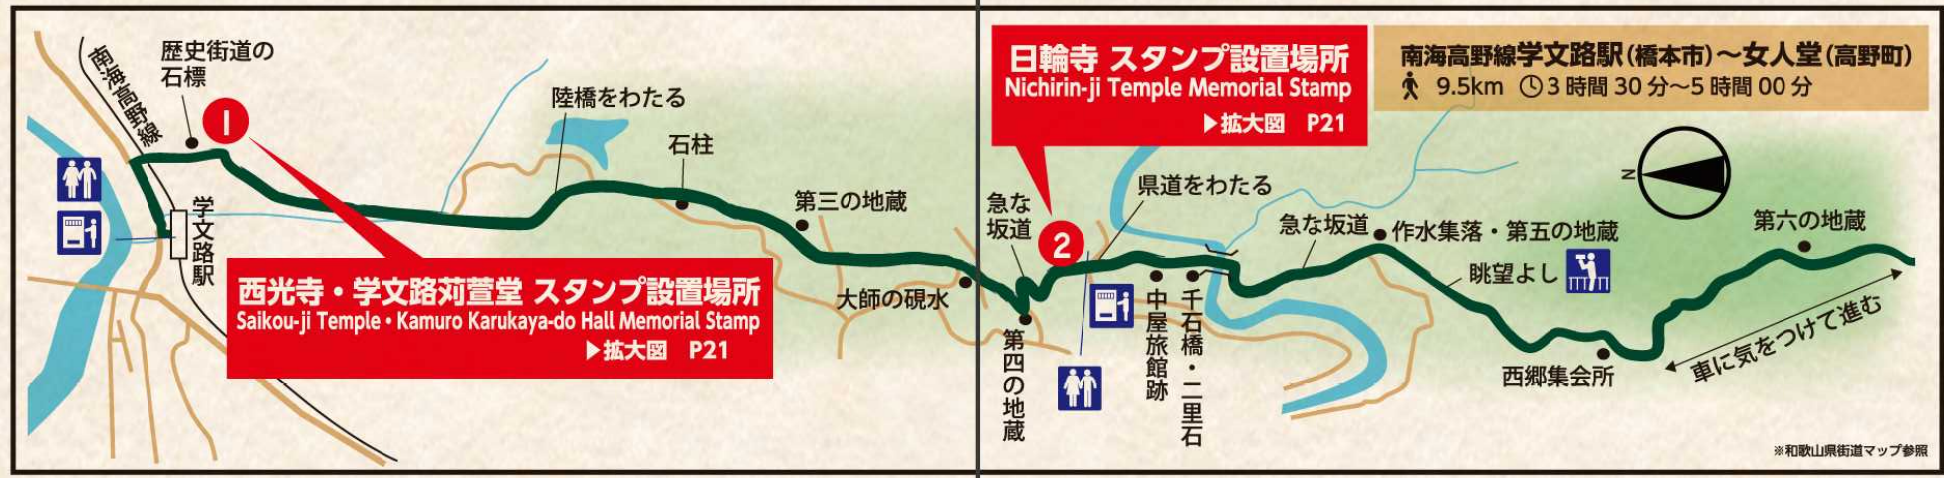 南海高野線
歴史街道の
石標
1
学文路駅
西光寺・学文路苅萱堂 スタンプ設置場所
Saikou-ji Temple・Kamuro Karukaya-do Hall Memorial Stamp
▶拡大図 P21
陸橋をわたる
石柱
第三の地蔵
大師の硯水
急な
坂道
第四の地蔵
日輪寺 スタンプ設置場所
Nichirin-ji Temple Memorial Stamp
▶拡大図 P21
2
県道をわたる
中屋旅館跡
千石橋・二里石
急な坂道
作水集落・第五の地蔵
眺望よし
西郷集会所
第六の地蔵
車に気をつけて進む
南海高野線学文路駅(橋本市)〜女人堂(高野町)
9.5km 3時間30分〜5時間00分
N
※和歌山県街道マップ参照